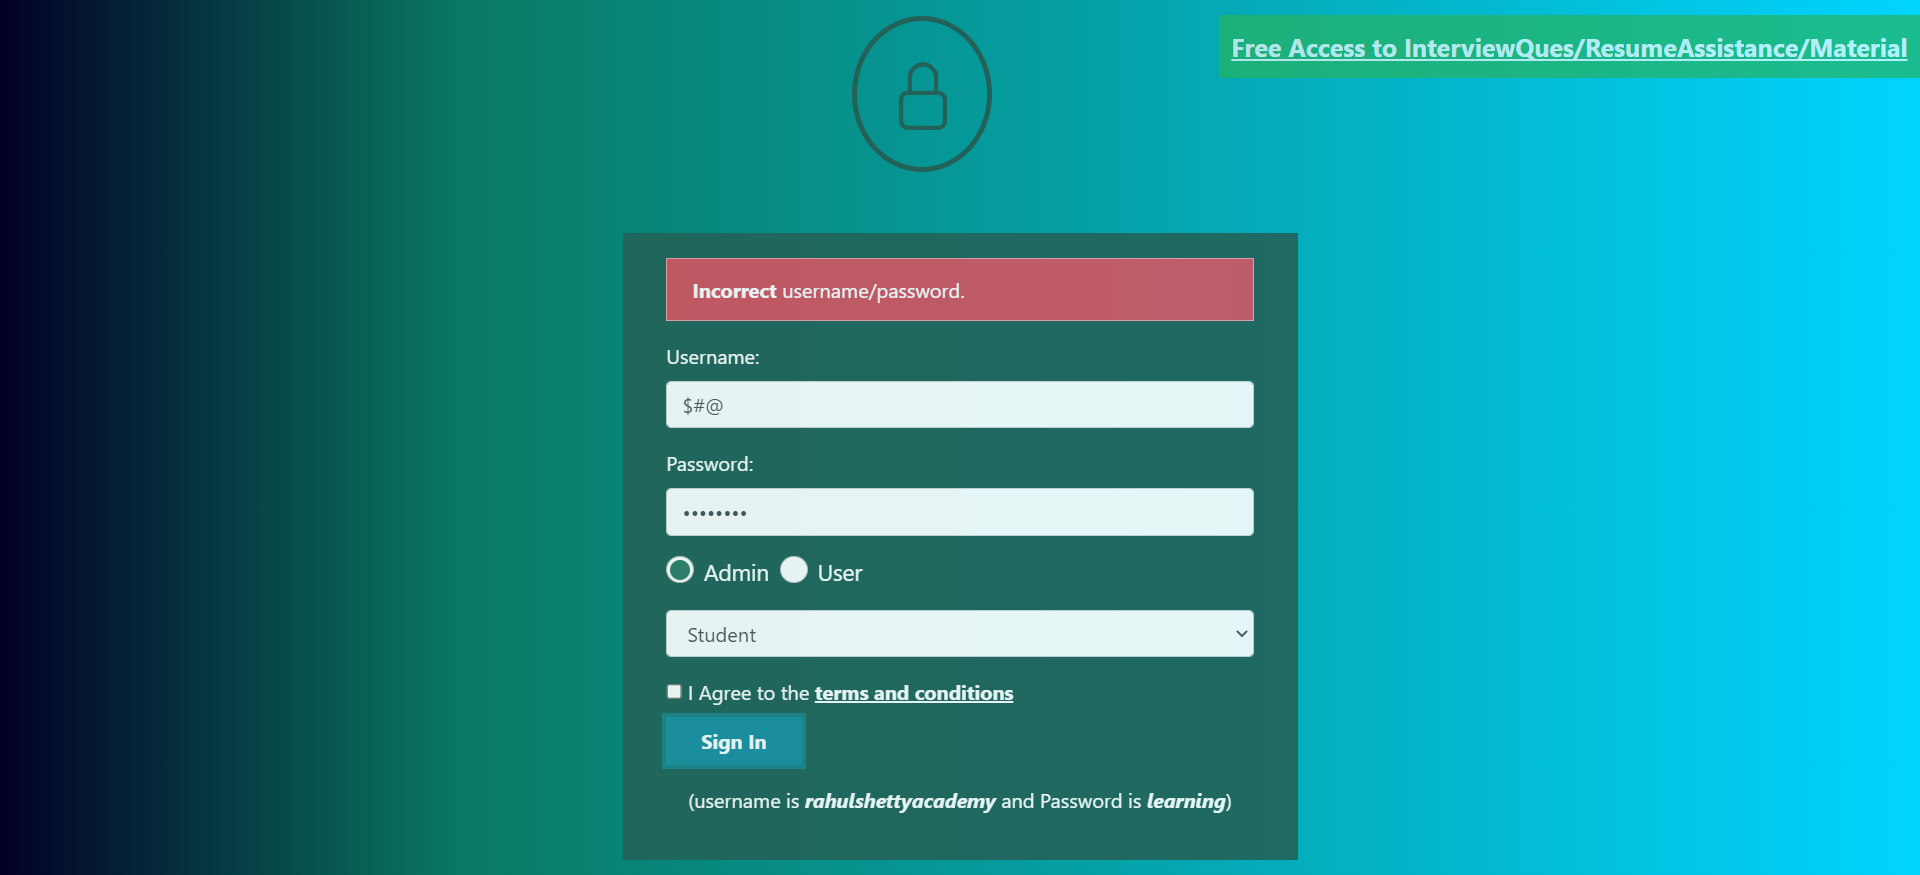 Free Access to InterviewQues/ResumeAssistance/Material
Incorrect username/password.
Username:
$#@
Password:
••••••••
Admin User
Student
I Agree to the terms and conditions
Sign In
(username is rahulshettyacademy and Password is learning)